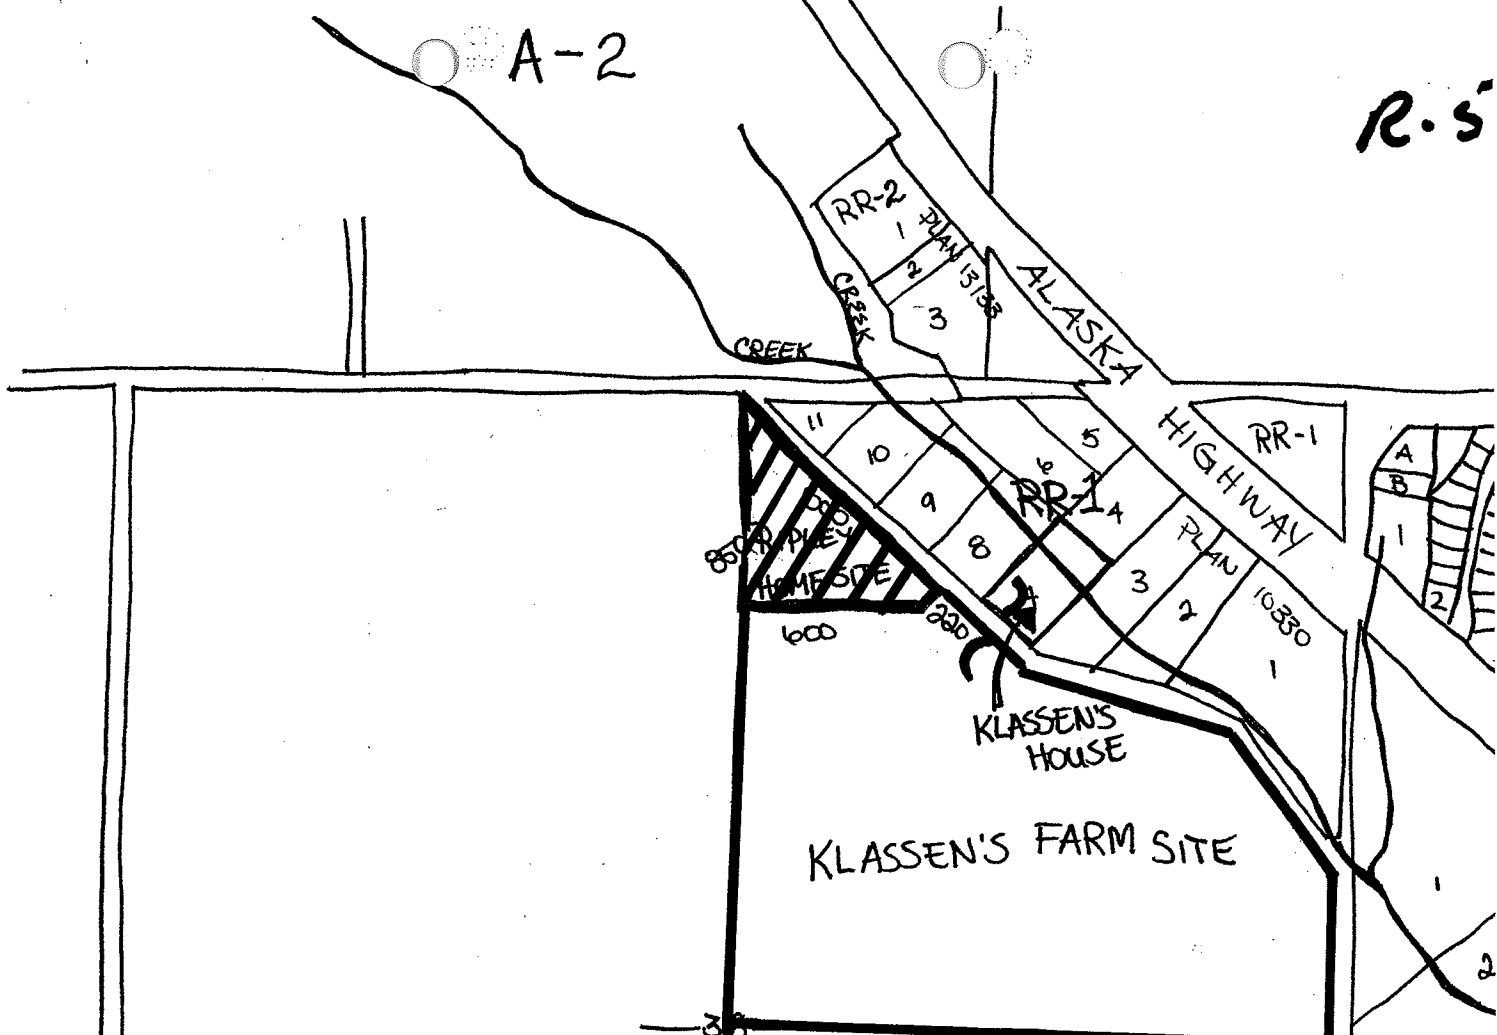 A-2
R.5
RR-2
1
PLAN 13133
2
3
CREEK
CREEK
ALASKA
HIGHWAY
11
10
9
8
5
6
RR-1
4
RR-1
A
B
1
2
PLAN
10330
3
2
1
850
HOMESITE
600
220
KLASSEN'S
HOUSE
KLASSEN'S FARM SITE
1
2